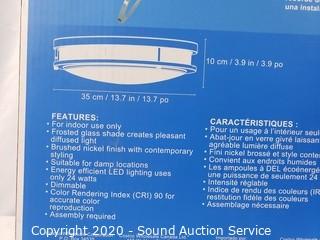 una insta
10 cm / 3.9 in / 3.9 po
35 cm / 13.7 in / 13.7 po
FEATURES:
• For indoor use only
• Frosted glass shade creates pleasant
diffused light
• Brushed nickel finish with contemporary
styling
• Suitable for damp locations
• Energy efficient LED lighting uses
only 24 watts
• Dimmable
• Color Rendering Index (CRI) 90 for
accurate color
reproduction
• Assembly required
CARACTÉRISTIQUES :
• Pour un usage à l'intérieur seule
• Abat-jour en verre givré laissant
agréable lumière diffuse
• Fini nickel brossé et style conte
• Convient aux endroits humides
• Les ampoules à DEL éconénerg
une puissance de seulement 24
• Intensité réglable
• Indice de rendu des couleurs (IR
restitution fidèle des couleurs
• Assemblage nécessaire
Copyright 2020 - Sound Auction Service